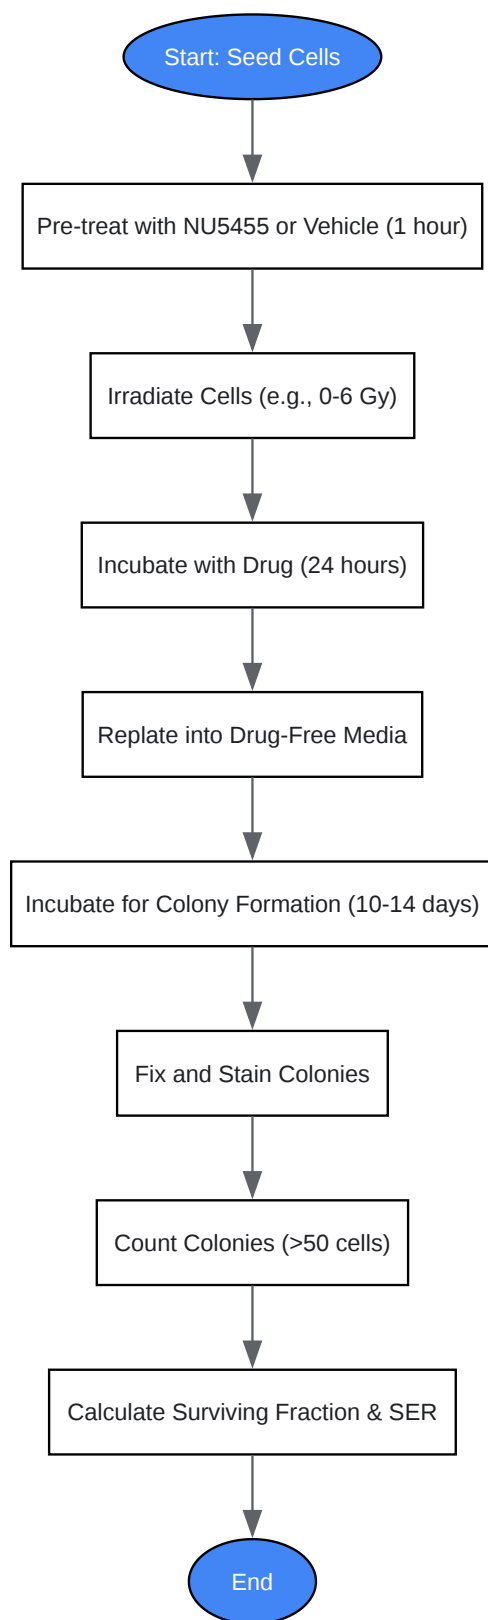 Start: Seed Cells
Pre-treat with NU5455 or Vehicle (1 hour)
Irradiate Cells (e.g., 0-6 Gy)
Incubate with Drug (24 hours)
Replate into Drug-Free Media
Incubate for Colony Formation (10-14 days)
Fix and Stain Colonies
Count Colonies (>50 cells)
Calculate Surviving Fraction & SER
End